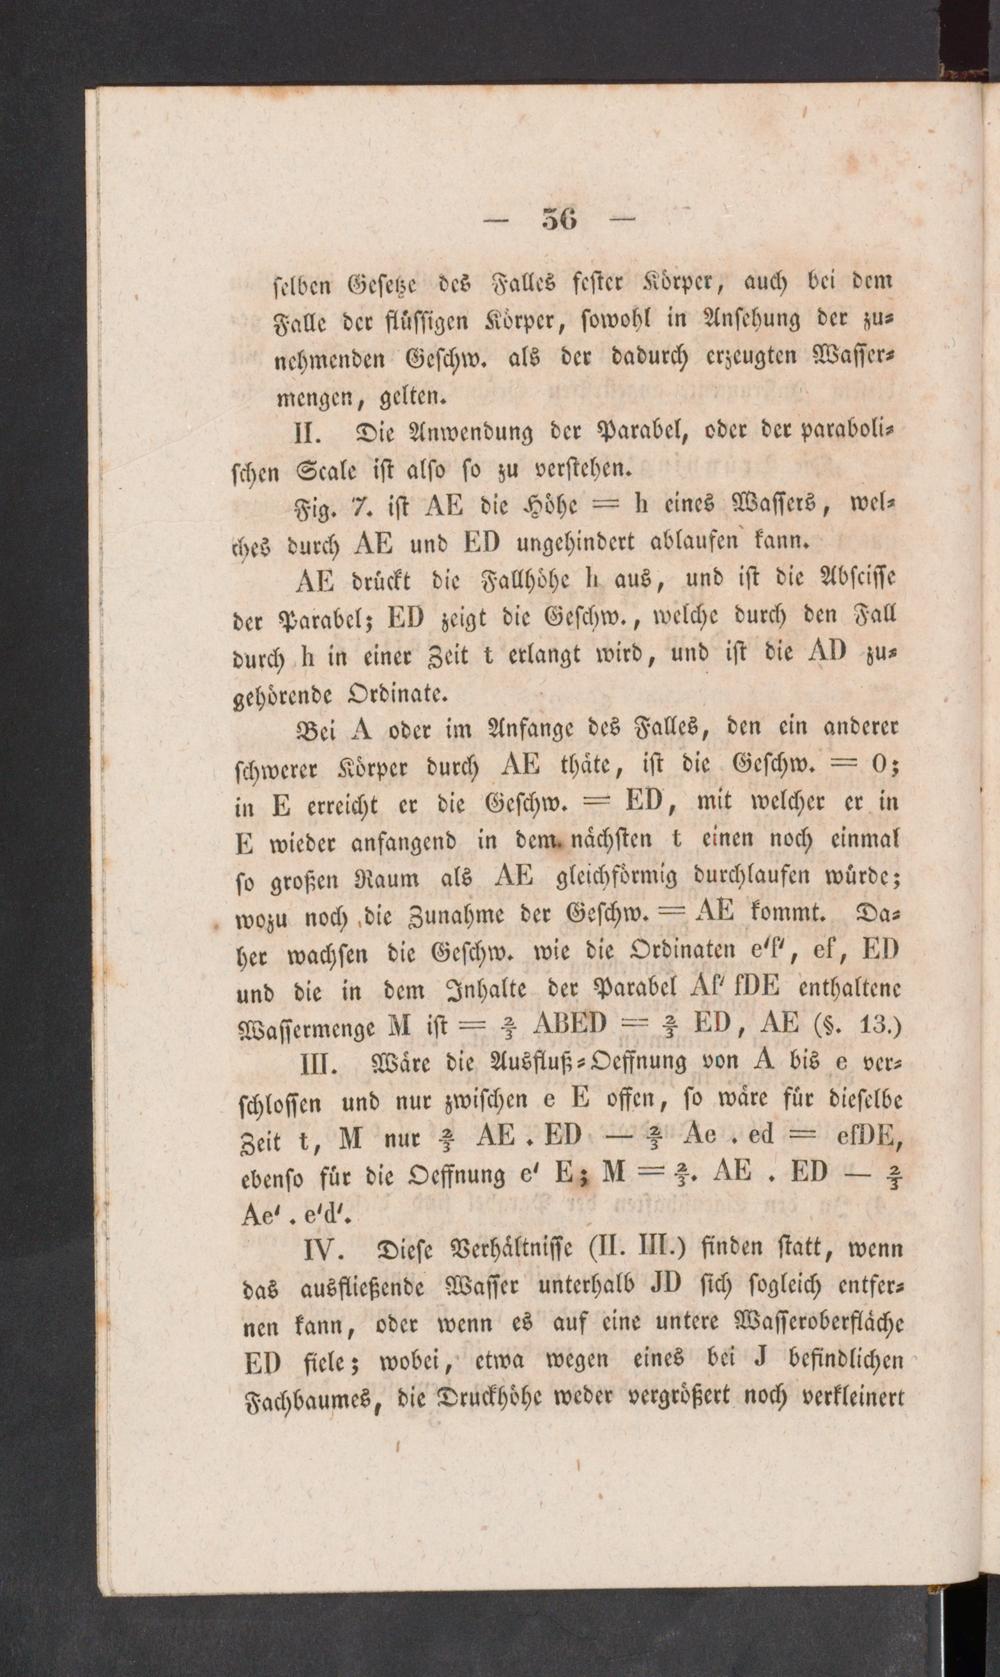 — 36 —
selben Gesetze des Falles fester Körper, auch bei dem
Falle der flüssigen Körper, sowohl in Ansehung der zu=
nehmenden Geschw. als der dadurch erzeugten Wasser=
mengen, gelten.
II. Die Anwendung der Parabel, oder der paraboli=
schen Scale ist also so zu verstehen.
Fig. 7. ist AE die Höhe = h eines Wassers, wel=
ches durch AE und ED ungehindert ablaufen kann.
AE drückt die Fallhöhe h aus, und ist die Abscisse
der Parabel; ED zeigt die Geschw., welche durch den Fall
durch h in einer Zeit t erlangt wird, und ist die AD zu=
gehörende Ordinate.
Bei A oder im Anfange des Falles, den ein anderer
schwerer Körper durch AE thäte, ist die Geschw. = 0;
in E erreicht er die Geschw. = ED, mit welcher er in
E wieder anfangend in dem nächsten t einen noch einmal
so großen Raum als AE gleichförmig durchlaufen würde;
wozu noch die Zunahme der Geschw. = AE kommt. Da=
her wachsen die Geschw. wie die Ordinaten e'f', ef, ED
und die in dem Inhalte der Parabel Af' fDE enthaltene
Wassermenge M ist = ⅔ ABED = ⅔ ED, AE (§. 13.)
III. Wäre die Ausfluß=Oeffnung von A bis e ver=
schlossen und nur zwischen e E offen, so wäre für dieselbe
Zeit t, M nur ⅔ AE . ED — ⅔ Ae . ed = efDE,
ebenso für die Oeffnung e' E; M = ⅔. AE . ED — ⅔
Ae' . e'd'.
IV. Diese Verhältnisse (II. III.) finden statt, wenn
das ausfließende Wasser unterhalb JD sich sogleich entfer=
nen kann, oder wenn es auf eine untere Wasseroberfläche
ED fiele; wobei, etwa wegen eines bei J befindlichen
Fachbaumes, die Druckhöhe weder vergrößert noch verkleinert